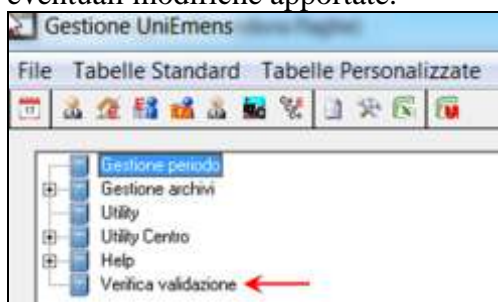 eventuali modifiche apportate.
Gestione UniEmens
File Tabelle Standard Tabelle Personalizzate
Gestione periodo
Gestione archivi
Utility
Utility Centro
Help
Verifica validazione